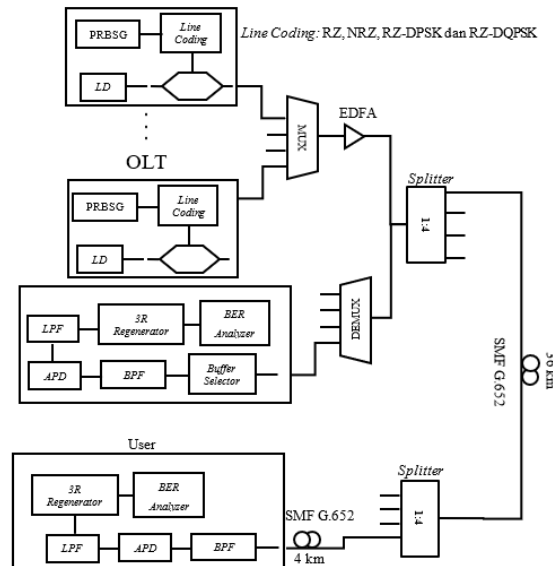 PRBSG
Line
Coding
Line Coding: RZ, NRZ, RZ-DPSK dan RZ-DQPSK
LD
MUX
EDFA
OLT
Splitter
1:4
PRBSG
Line
Coding
LD
DEMUX
LPF
3R
Regenerator
BER
Analyzer
APD
BPF
Buffer
Selector
SMF G.652
36 km
User
3R
Regenerator
BER
Analyzer
LPF
APD
BPF
SMF G.652
4 km
Splitter
1:4